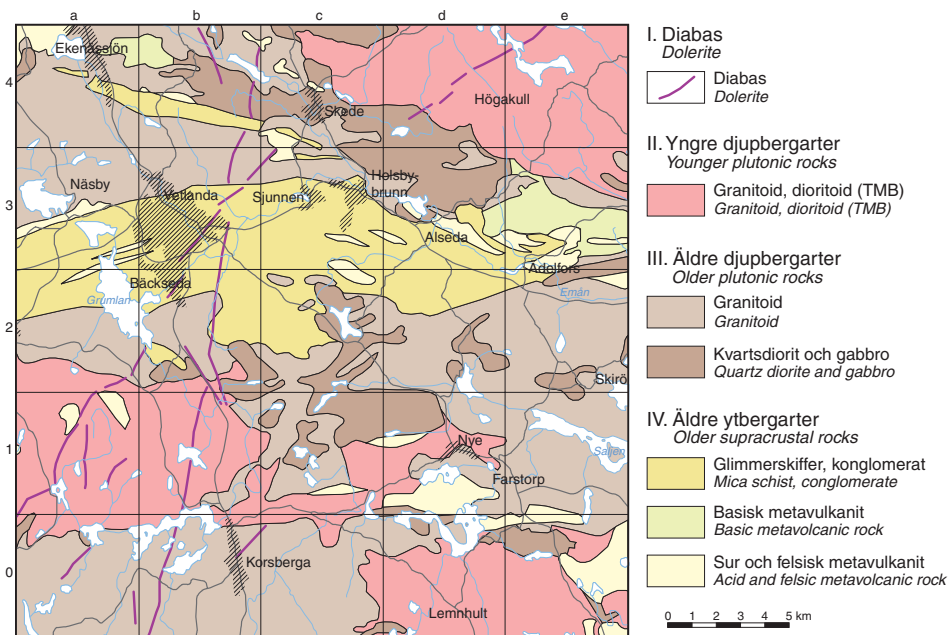 a b c d e
Ekenässjön
4
Högakull
Skede
Näsby
Vetlanda
Sjunnen
Holsby-
brunn
3
Alseda
Ädelfors
Bäckseda
Grumlan
Emån
2
Skirö
1
Nye
Saljen
Farstorp
Korsberga
0
Lemnhult
I. Diabas
Dolerite
Diabas
Dolerite
II. Yngre djupbergarter
Younger plutonic rocks
Granitoid, dioritoid (TMB)
Granitoid, dioritoid (TMB)
III. Äldre djupbergarter
Older plutonic rocks
Granitoid
Granitoid
Kvartsdiorit och gabbro
Quartz diorite and gabbro
IV. Äldre ytbergarter
Older supracrustal rocks
Glimmerskiffer, konglomerat
Mica schist, conglomerate
Basisk metavulkanit
Basic metavolcanic rock
Sur och felsisk metavulkanit
Acid and felsic metavolcanic rock
0 1 2 3 4 5 km